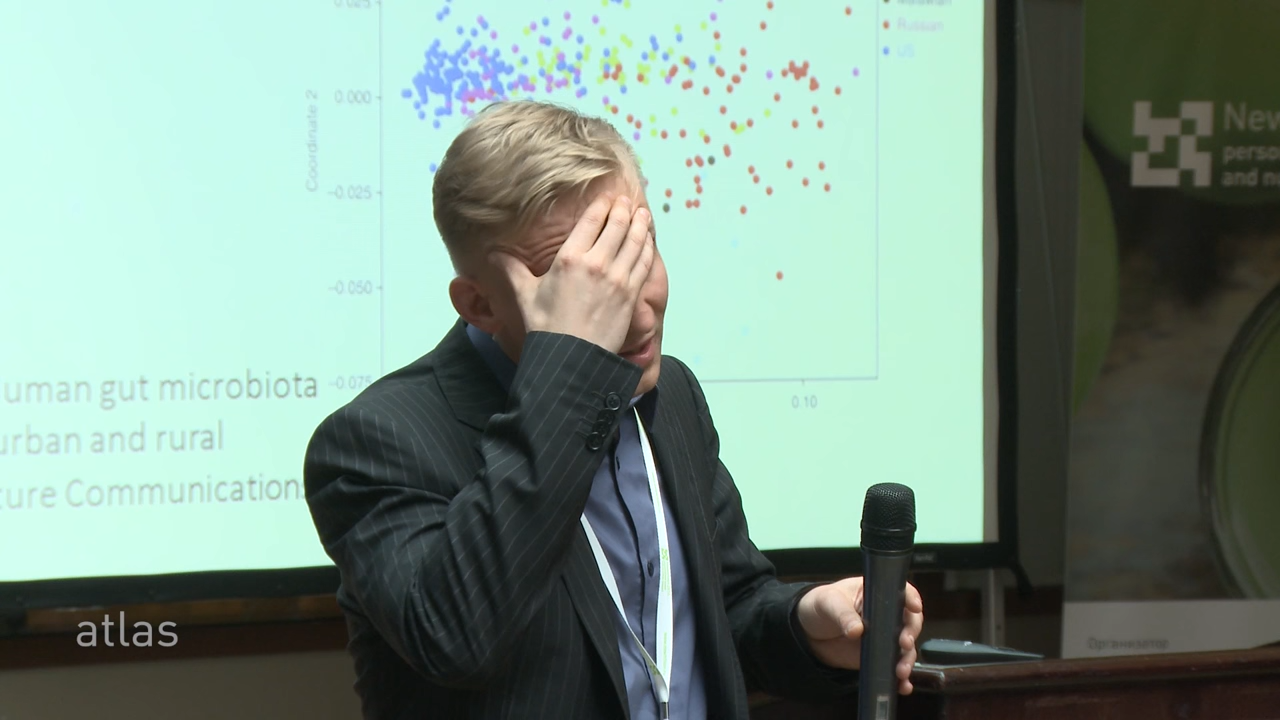 0.025
Russian
US
0.000
Coordinate 2
-0.025
-0.050
-0.075
0.10
uman gut microbiota
urban and rural
ture Communications
New
perso
and nu
atlas
Организатор